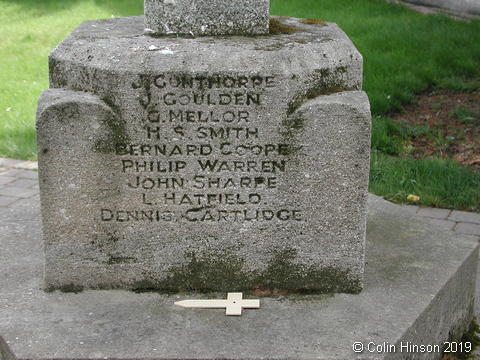 J. GUNTHORPE
J. GOULDEN
G. MELLOR
H. S. SMITH
BERNARD COOPE
PHILIP WARREN
JOHN SHARPE
L. HATFIELD.
DENNIS CARTLIDGE
©Colin Hinson 2019